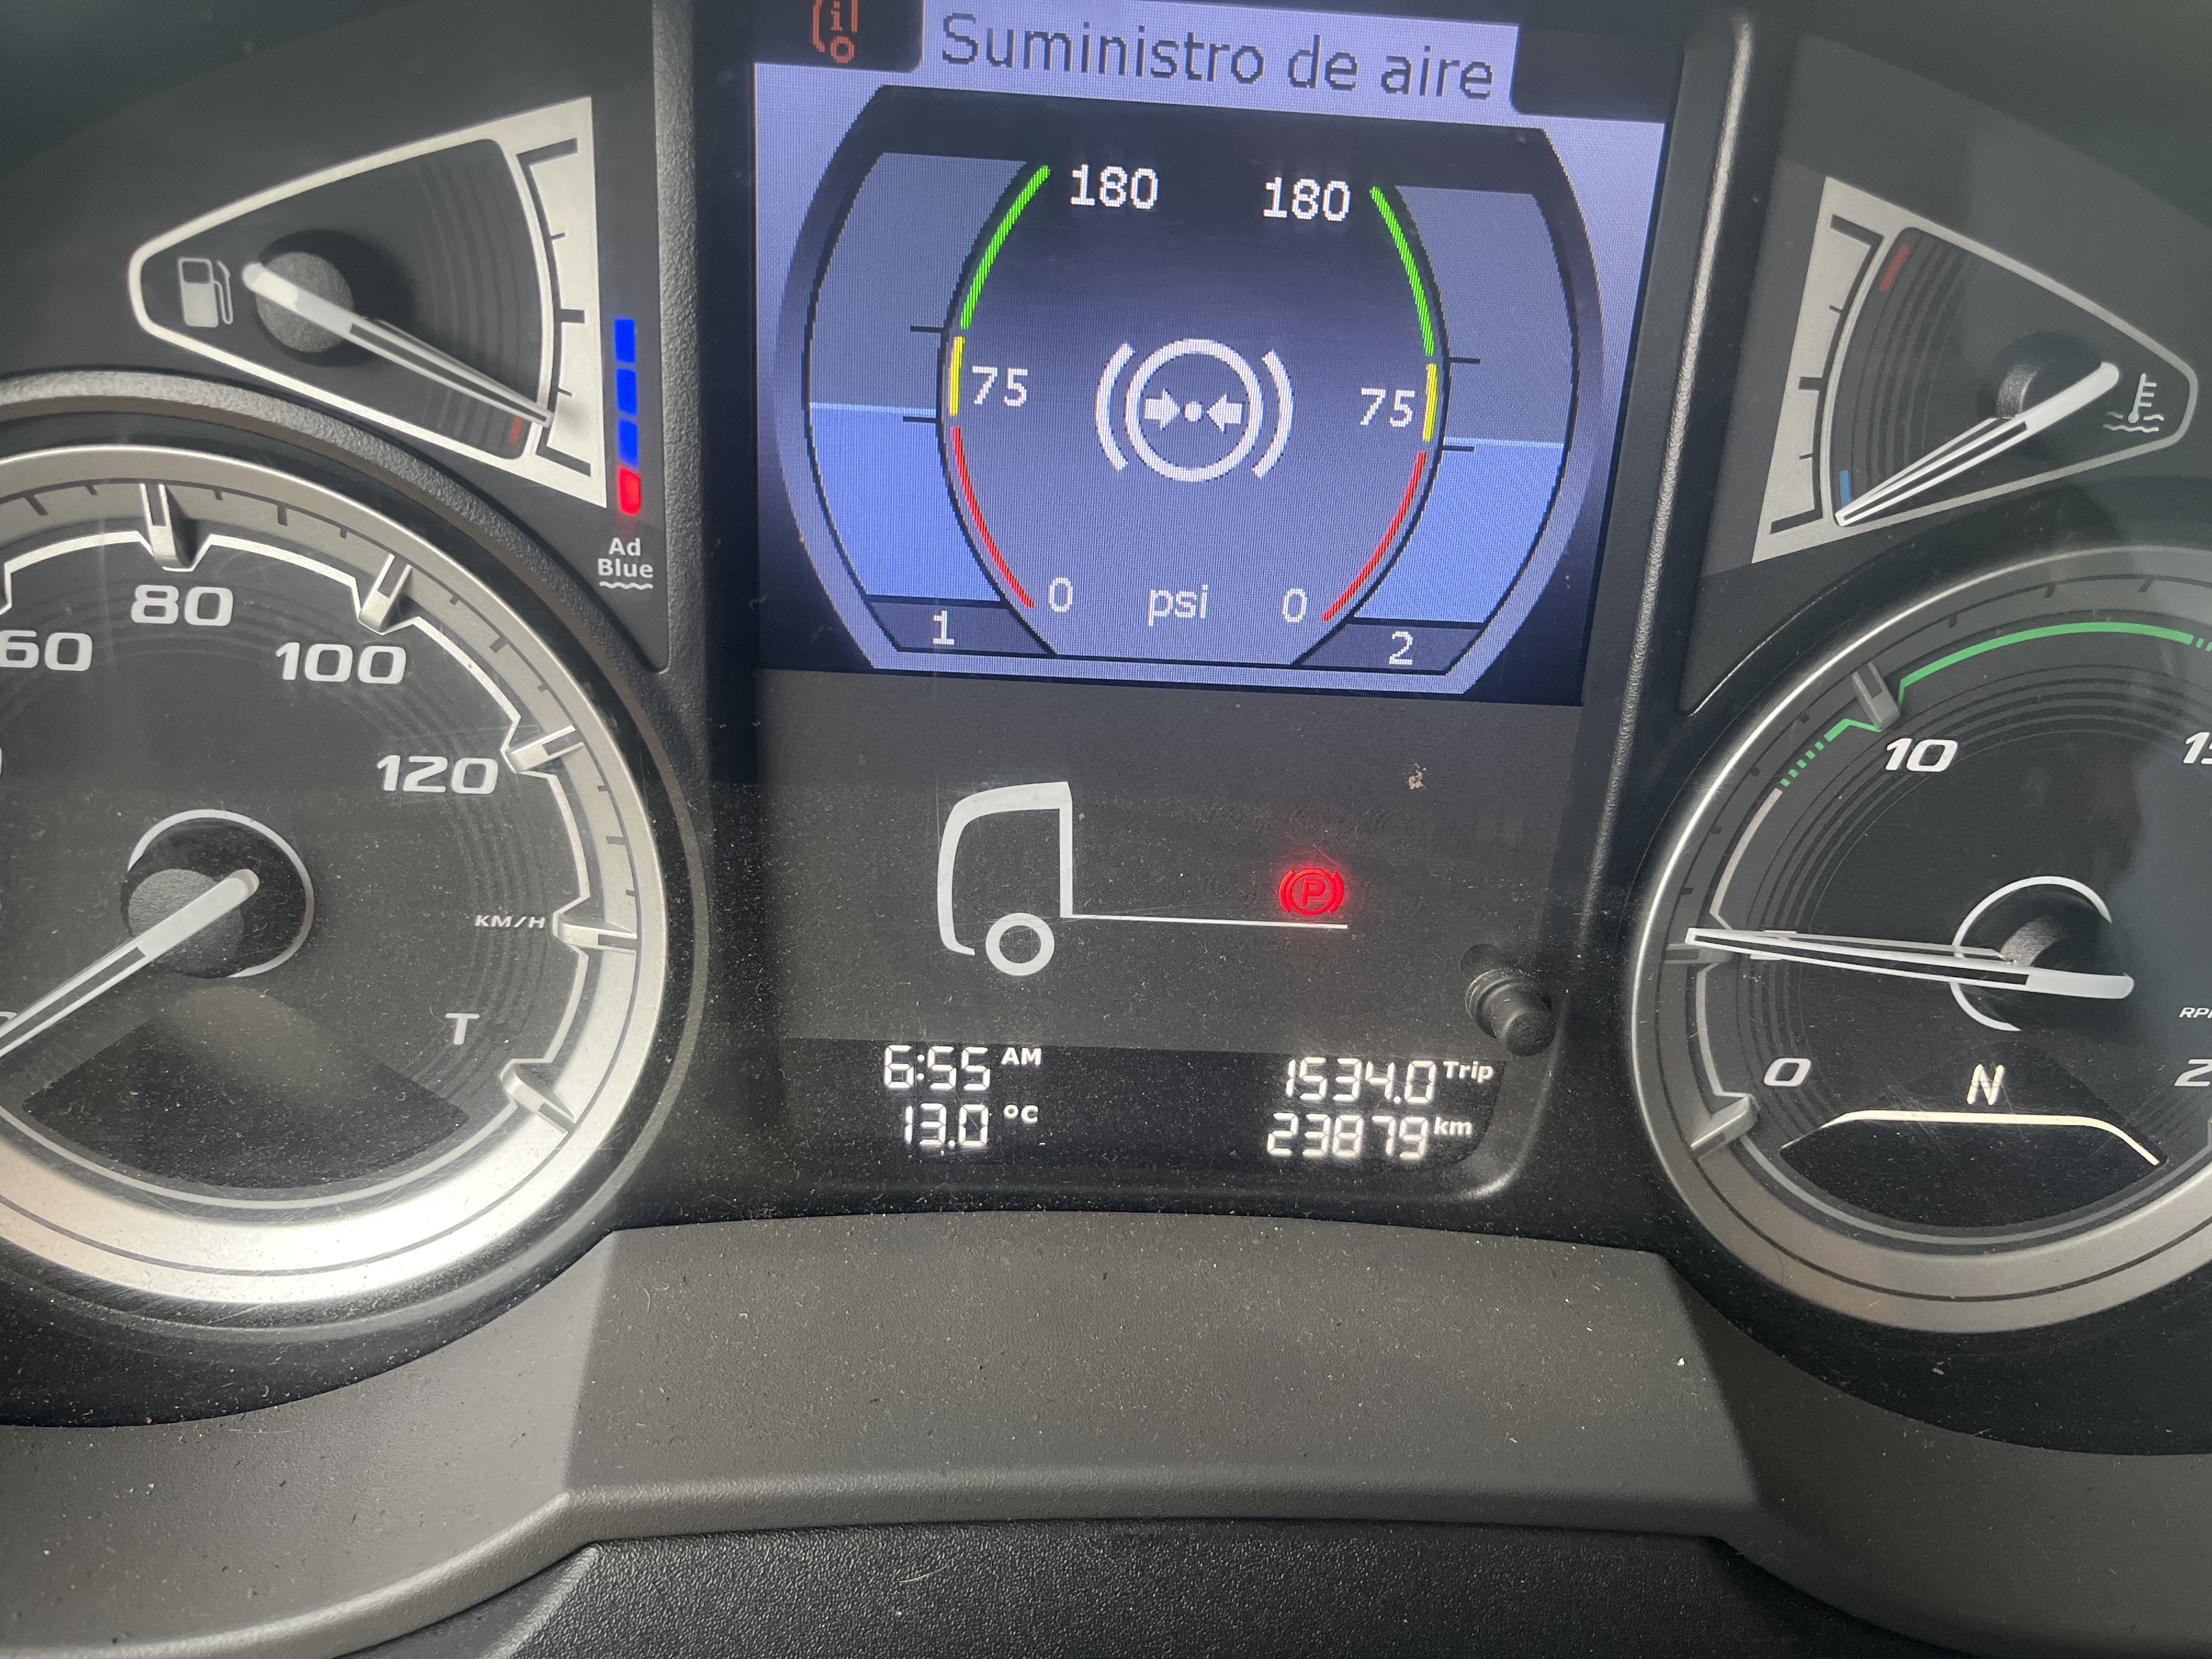 Suministro de aire
180 180
75 75
0 psi 0
1 2
Ad
Blue
60
80
100
120
KM/H
T
P
6:55 AM
13.0 °C
1534.0 Trip
23879 km
0
10
N